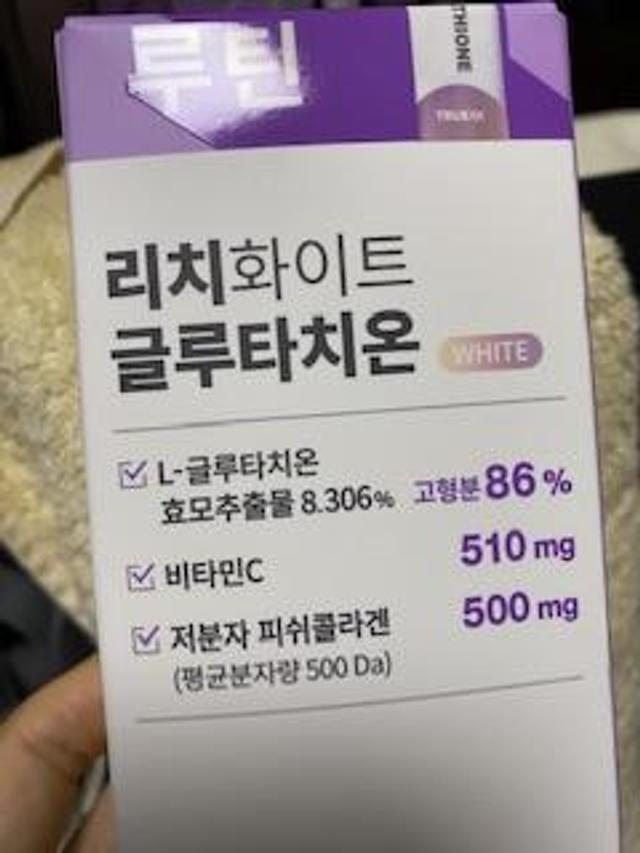 루틴
THIONE
리치화이트
글루타치온 WHITE
L-글루타치온
효모추출물 8.306% 고형분 86 %
비타민C 510 mg
저분자 피쉬콜라겐 500 mg
(평균분자량 500 Da)